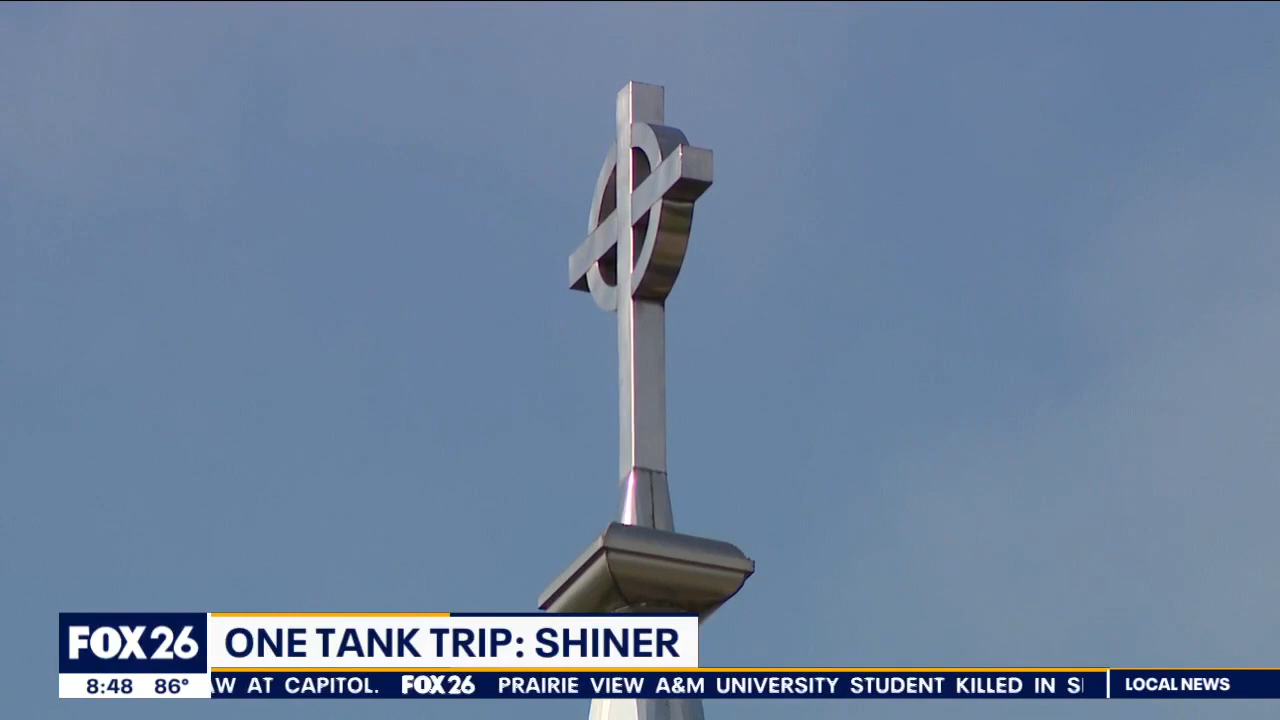 FOX 26
ONE TANK TRIP: SHINER
8:48 86°
AT CAPITOL. FOX 26 PRAIRIE VIEW A&M UNIVERSITY STUDENT KILLED IN
LOCAL NEWS